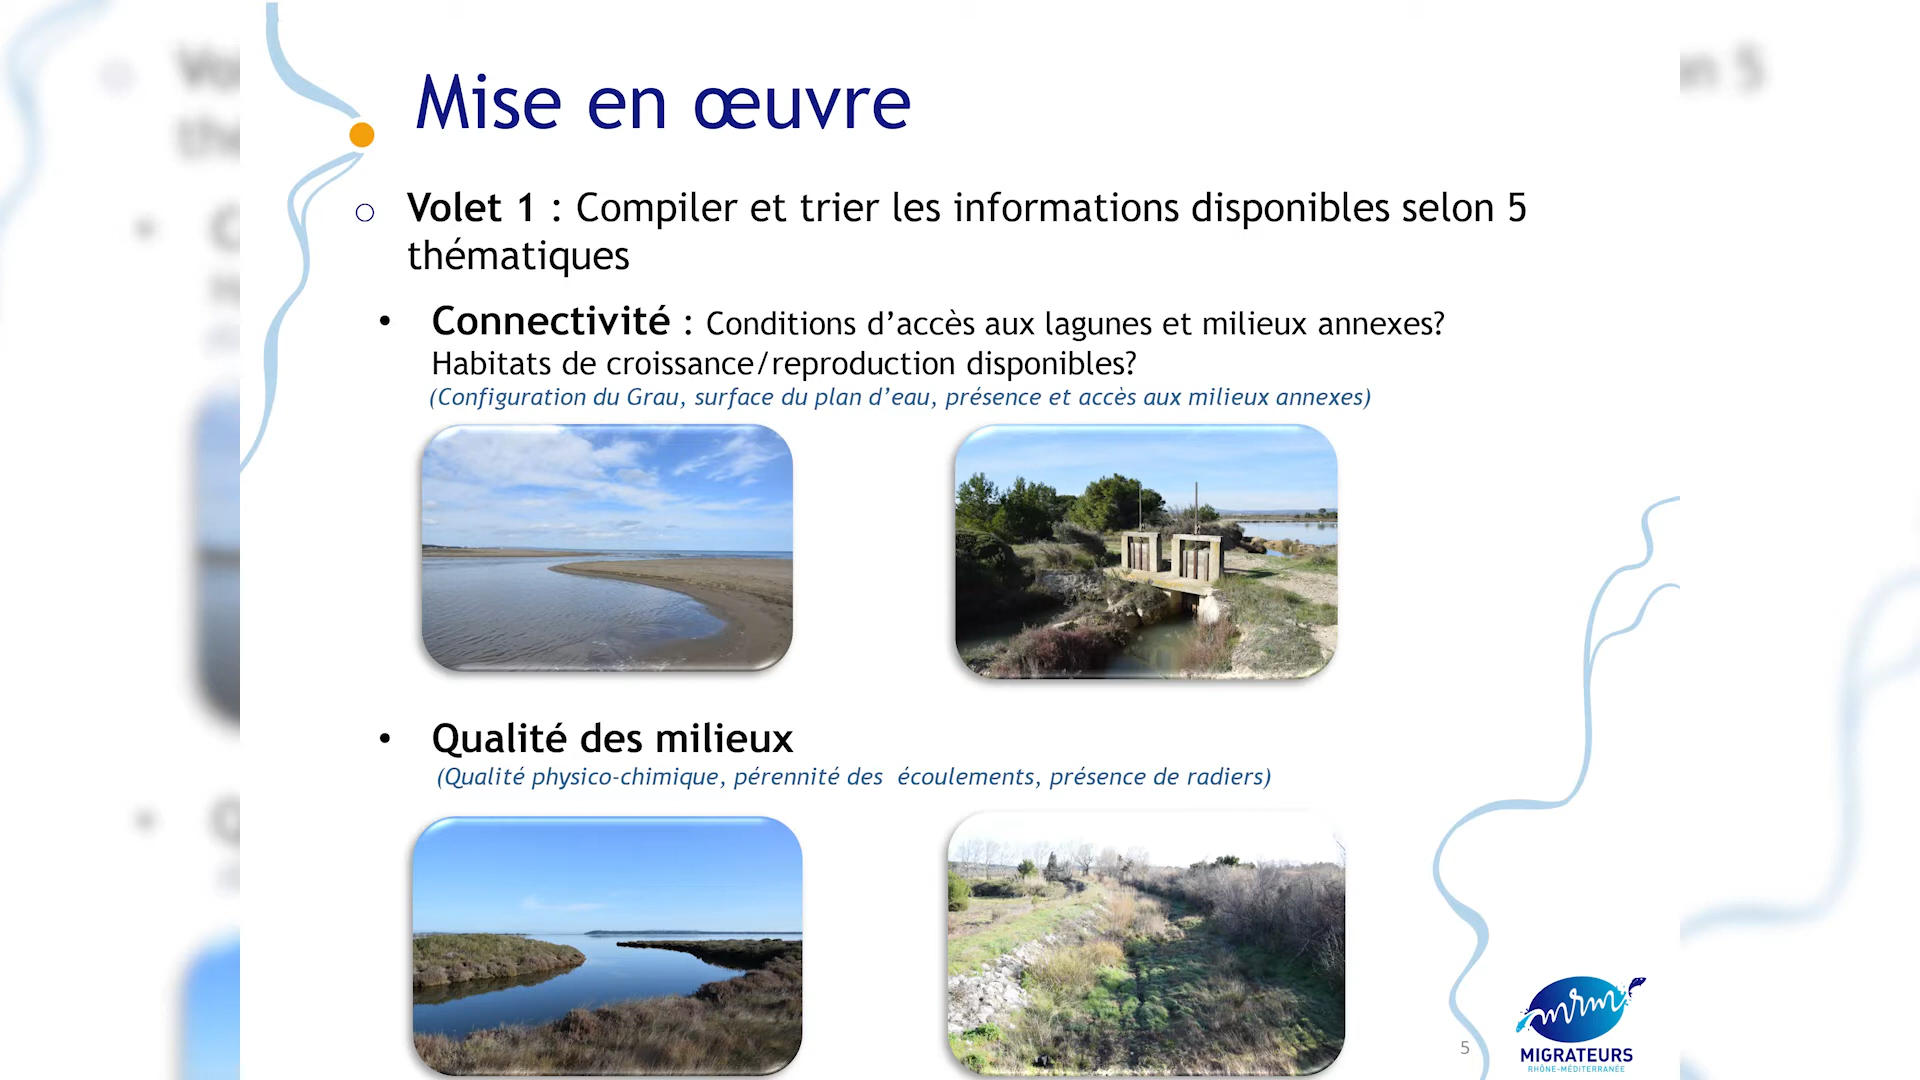 Mise en œuvre
o Volet 1 : Compiler et trier les informations disponibles selon 5
thématiques
• Connectivité : Conditions d’accès aux lagunes et milieux annexes?
Habitats de croissance/reproduction disponibles?
(Configuration du Grau, surface du plan d’eau, présence et accès aux milieux annexes)
• Qualité des milieux
(Qualité physico-chimique, pérennité des écoulements, présence de radiers)
5
mrm
MIGRATEURS
RHÔNE-MÉDITERRANÉE